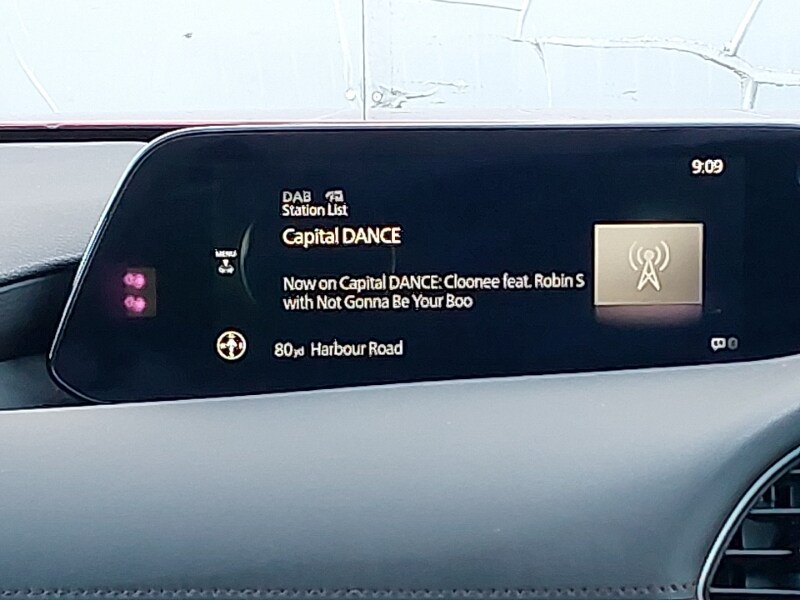 9:09
DAB
Station List
Capital DANCE
MENU
Now on Capital DANCE: Cloonee feat. Robin S
with Not Gonna Be Your Boo
80yd Harbour Road
0